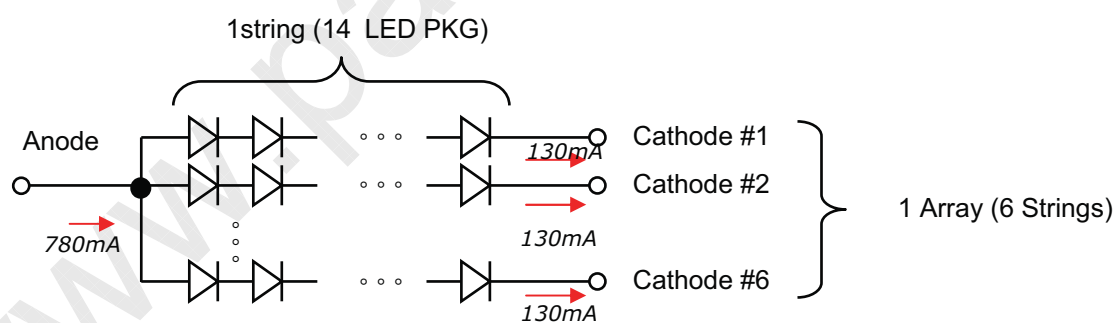 1string (14 LED PKG)
Anode
780mA
130mA
Cathode #1
Cathode #2
130mA
Cathode #6
130mA
1 Array (6 Strings)